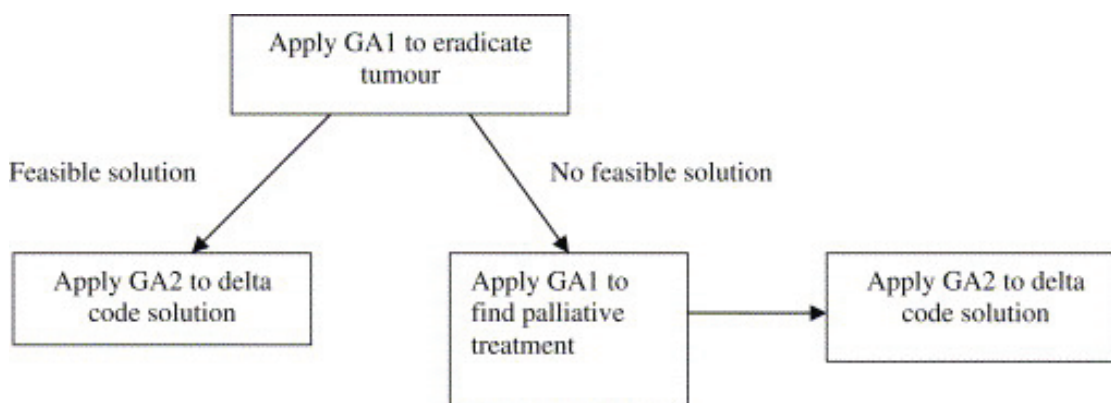 Apply GA1 to eradicate
tumour
Feasible solution
No feasible solution
Apply GA2 to delta
code solution
Apply GA1 to
find palliative
treatment
Apply GA2 to delta
code solution